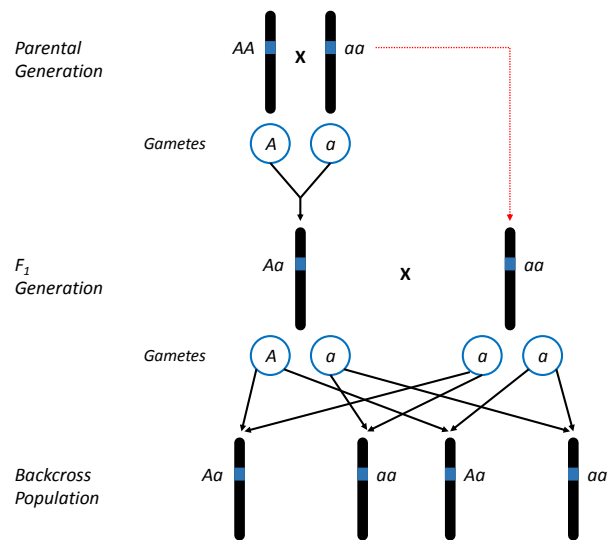 Parental
Generation
AA X aa
Gametes
A a
F1
Generation
Aa X aa
Gametes
A a a a
Backcross
Population
Aa aa Aa aa